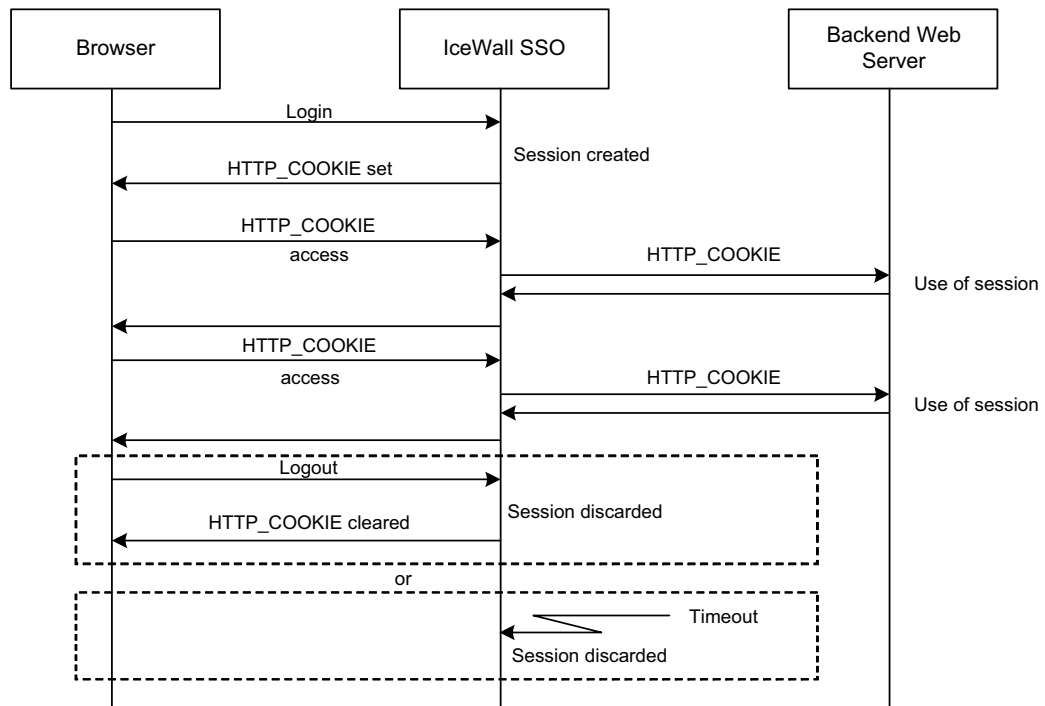 Browser
IceWall SSO
Backend Web
Server
Login
Session created
HTTP_COOKIE set
HTTP_COOKIE
access
HTTP_COOKIE
Use of session
HTTP_COOKIE
access
HTTP_COOKIE
Use of session
Logout
Session discarded
HTTP_COOKIE cleared
or
Timeout
Session discarded